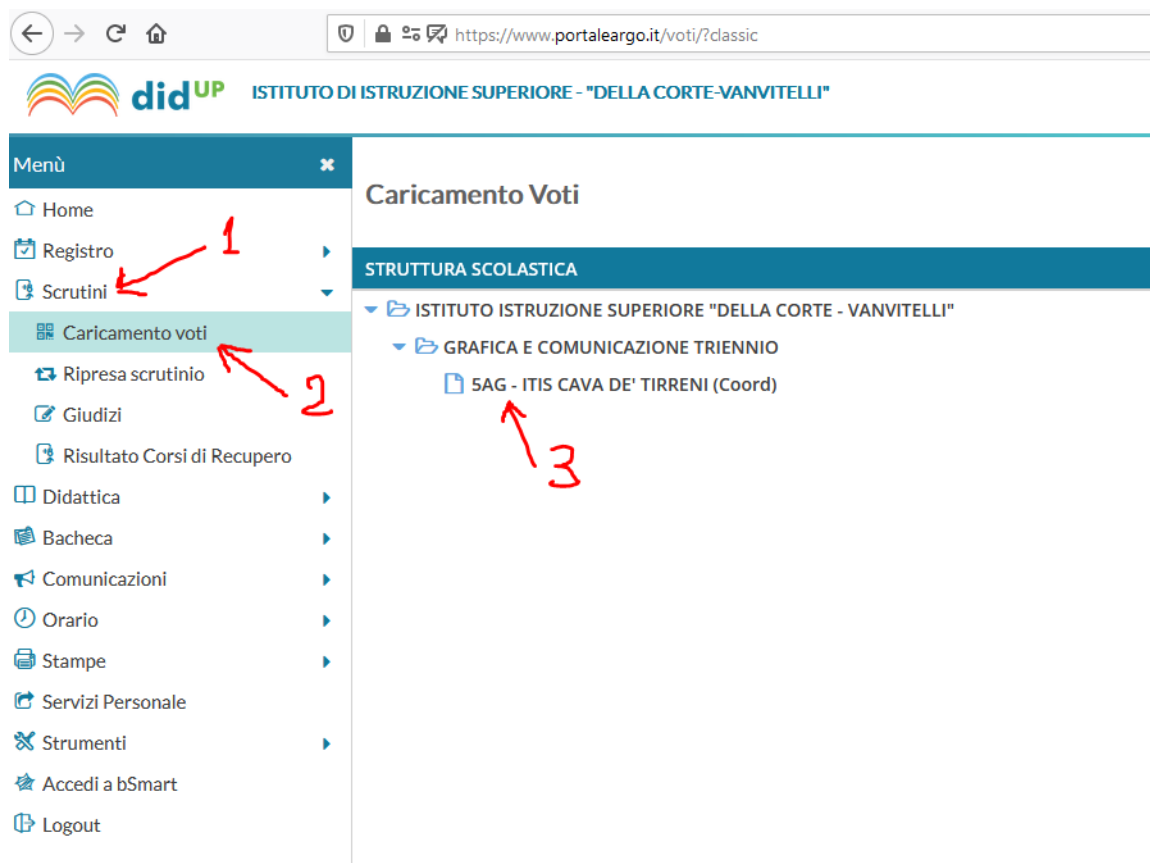 https://www.portaleargo.it/voti/?classic
didUP ISTITUTO DI ISTRUZIONE SUPERIORE - "DELLA CORTE-VANVITELLI"
Menù
Home
Registro
1
Scrutini
Caricamento voti
2
Ripresa scrutinio
Giudizi
Risultato Corsi di Recupero
Didattica
Bacheca
Comunicazioni
Orario
Stampe
Servizi Personale
Strumenti
Accedi a bSmart
Logout
Caricamento Voti
STRUTTURA SCOLASTICA
ISTITUTO ISTRUZIONE SUPERIORE "DELLA CORTE - VANVITELLI"
GRAFICA E COMUNICAZIONE TRIENNIO
5AG - ITIS CAVA DE' TIRRENI (Coord)
3